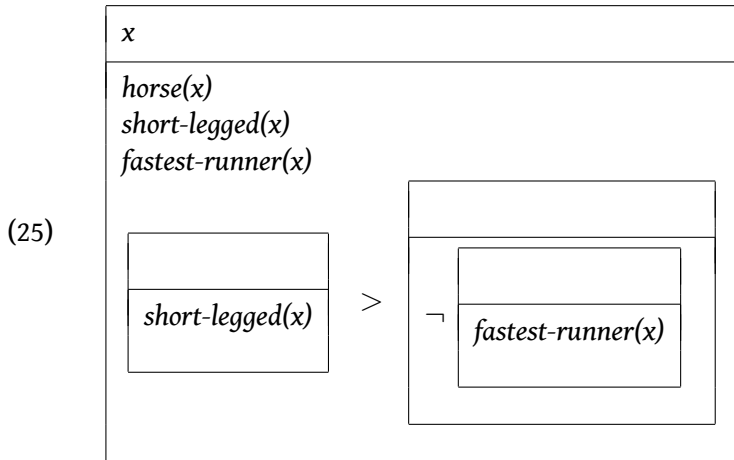 x
horse(x)
short-legged(x)
fastest-runner(x)
(25)
short-legged(x) > ¬ fastest-runner(x)